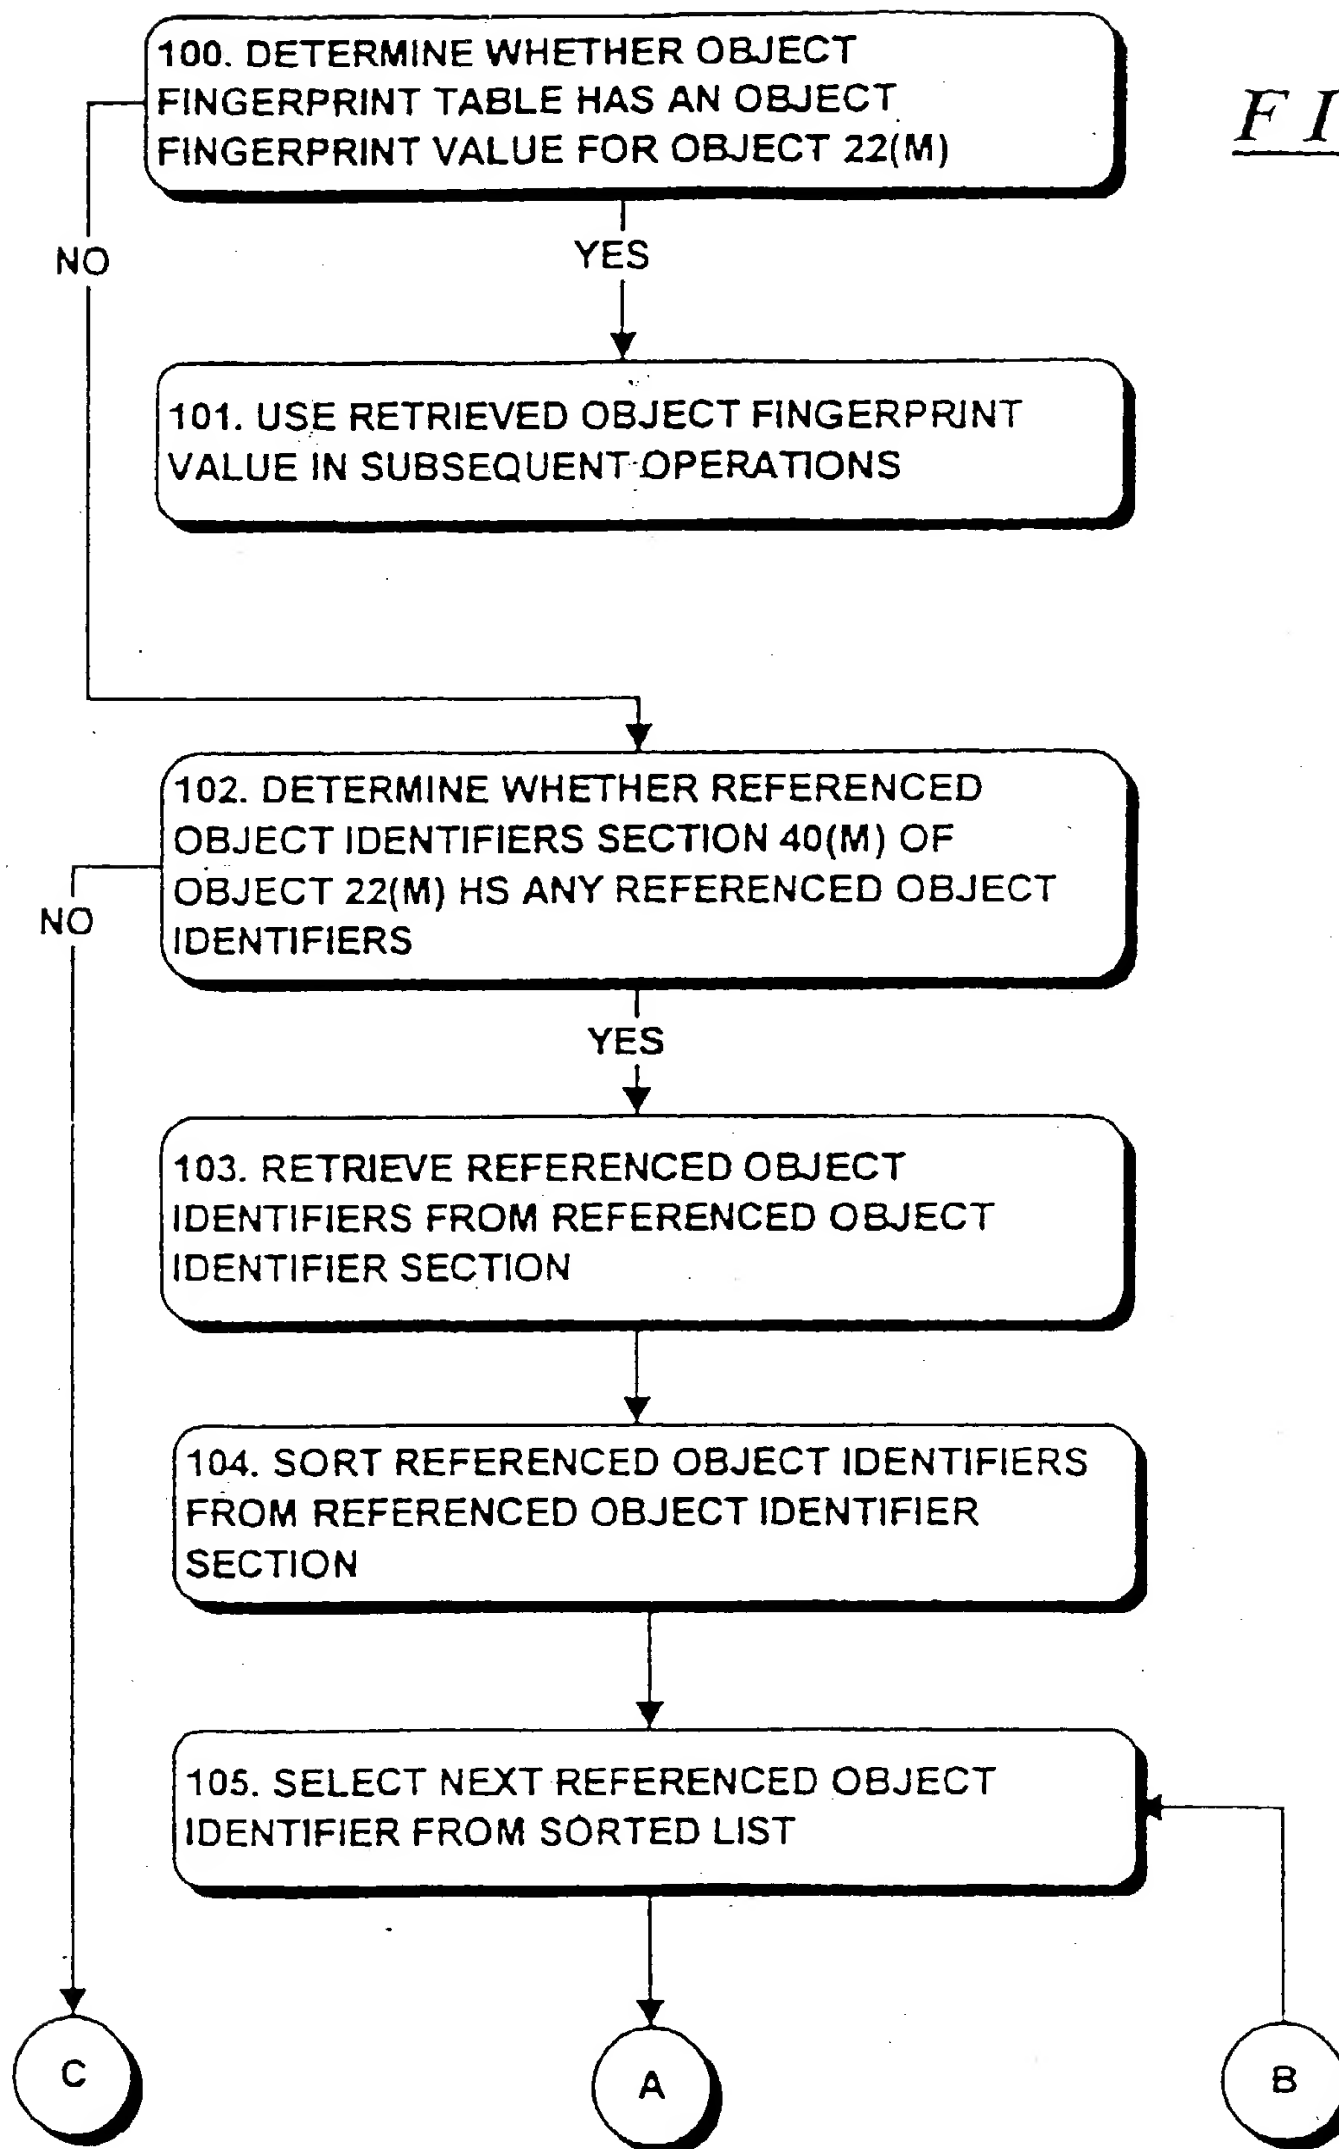 100. DETERMINE WHETHER OBJECT
FINGERPRINT TABLE HAS AN OBJECT
FINGERPRINT VALUE FOR OBJECT 22(M)
FI
NO
YES
101. USE RETRIEVED OBJECT FINGERPRINT
VALUE IN SUBSEQUENT OPERATIONS
102. DETERMINE WHETHER REFERENCED
OBJECT IDENTIFIERS SECTION 40(M) OF
OBJECT 22(M) HS ANY REFERENCED OBJECT
IDENTIFIERS
NO
YES
103. RETRIEVE REFERENCED OBJECT
IDENTIFIERS FROM REFERENCED OBJECT
IDENTIFIER SECTION
104. SORT REFERENCED OBJECT IDENTIFIERS
FROM REFERENCED OBJECT IDENTIFIER
SECTION
105. SELECT NEXT REFERENCED OBJECT
IDENTIFIER FROM SORTED LIST
C
A
B